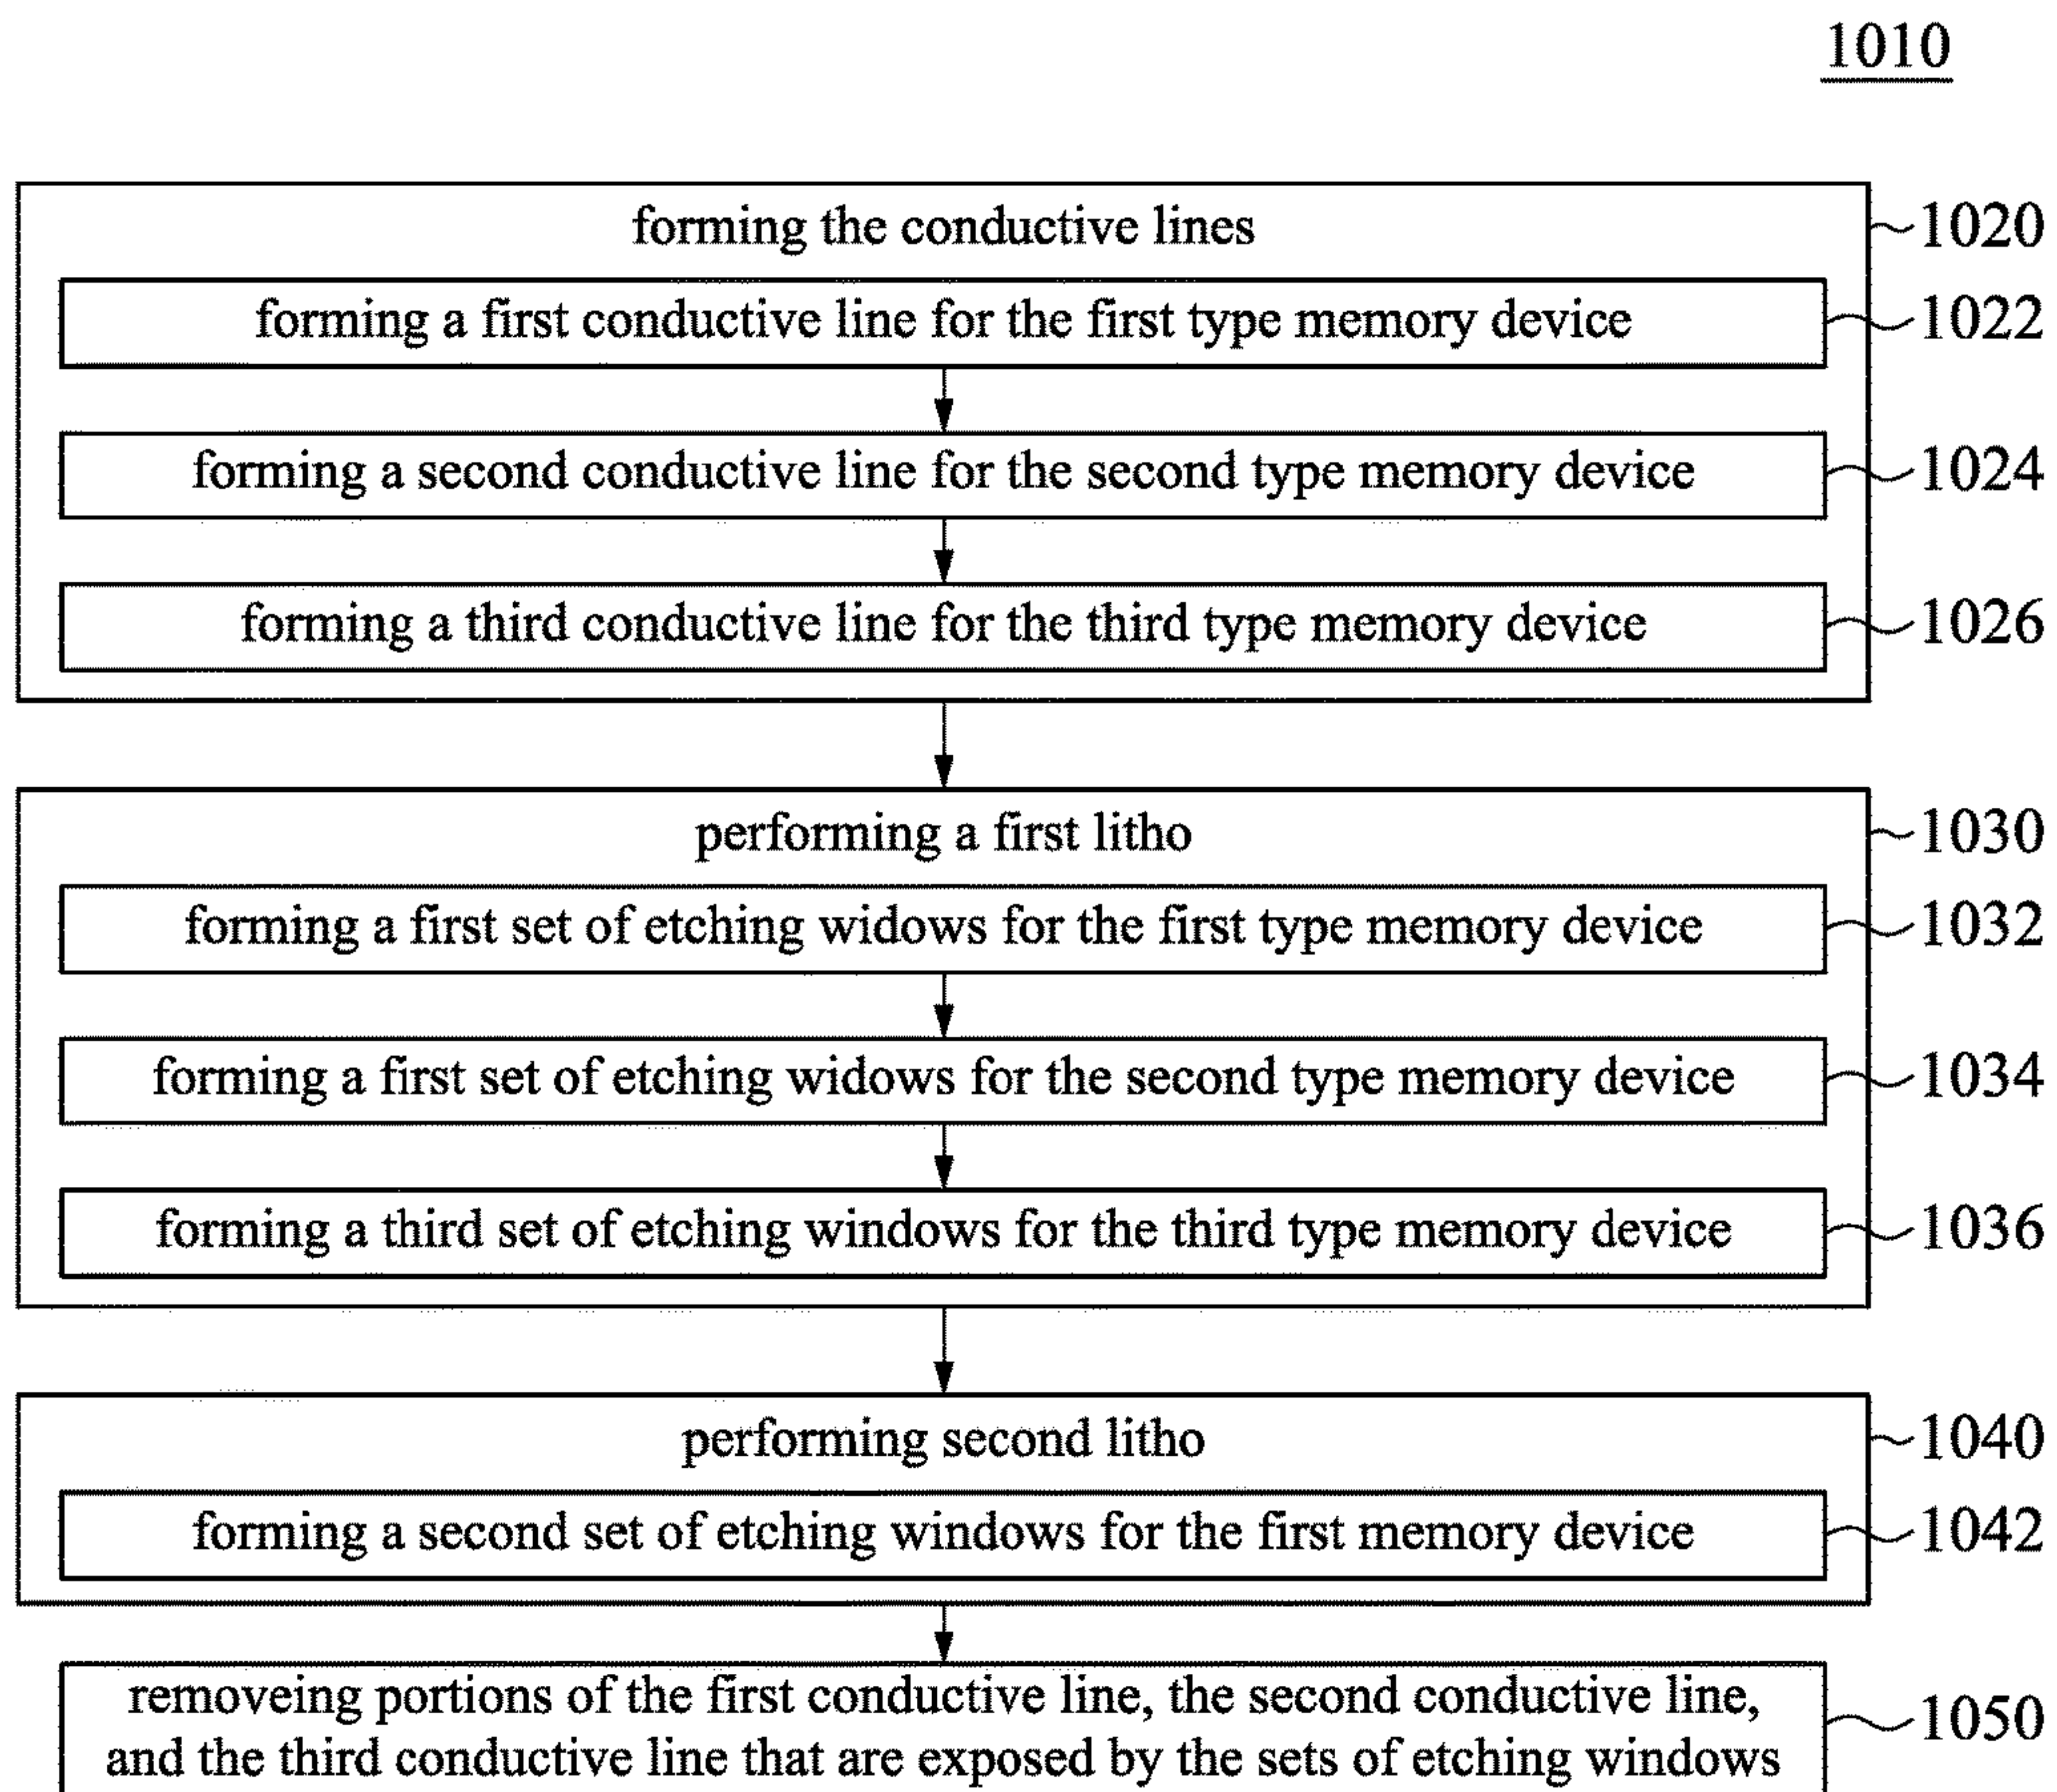 1010
forming the conductive lines
1020
forming a first conductive line for the first type memory device
1022
forming a second conductive line for the second type memory device
1024
forming a third conductive line for the third type memory device
1026
performing a first litho
1030
forming a first set of etching widows for the first type memory device
1032
forming a first set of etching widows for the second type memory device
1034
forming a third set of etching windows for the third type memory device
1036
performing second litho
1040
forming a second set of etching windows for the first memory device
1042
removeing portions of the first conductive line, the second conductive line,
and the third conductive line that are exposed by the sets of etching windows
1050